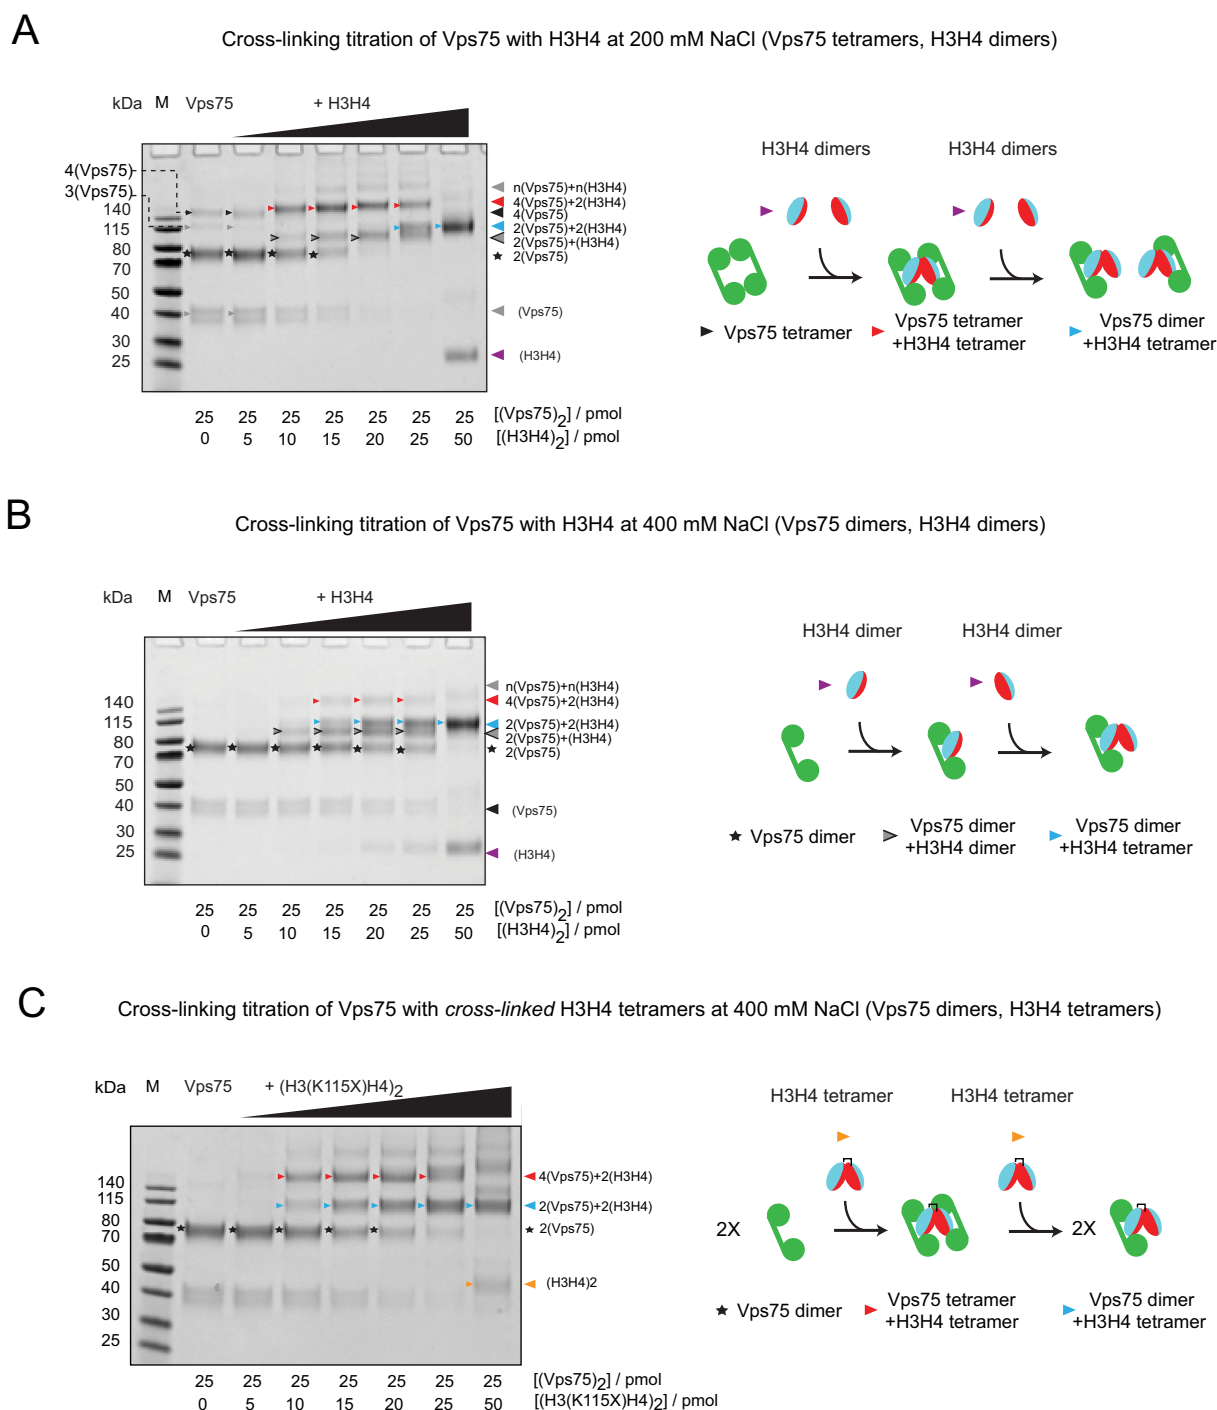 A
Cross-linking titration of Vps75 with H3H4 at 200 mM NaCl (Vps75 tetramers, H3H4 dimers)
kDa M Vps75 + H3H4
4(Vps75)
3(Vps75)
140
115
80
70
50
40
30
25
n(Vps75)+n(H3H4)
4(Vps75)+2(H3H4)
4(Vps75)
2(Vps75)+2(H3H4)
2(Vps75)+(H3H4)
2(Vps75)
(Vps75)
(H3H4)
25 25 25 25 25 25 25 [(Vps75)2] / pmol
0 5 10 15 20 25 50 [(H3H4)2] / pmol
H3H4 dimers H3H4 dimers
Vps75 tetramer
Vps75 tetramer
+H3H4 tetramer
Vps75 dimer
+H3H4 tetramer
B
Cross-linking titration of Vps75 with H3H4 at 400 mM NaCl (Vps75 dimers, H3H4 dimers)
kDa M Vps75 + H3H4
140
115
80
70
50
40
30
25
n(Vps75)+n(H3H4)
4(Vps75)+2(H3H4)
2(Vps75)+2(H3H4)
2(Vps75)+(H3H4)
2(Vps75)
(Vps75)
(H3H4)
25 25 25 25 25 25 25 [(Vps75)2] / pmol
0 5 10 15 20 25 50 [(H3H4)2] / pmol
H3H4 dimer H3H4 dimer
Vps75 dimer
Vps75 dimer
+H3H4 dimer
Vps75 dimer
+H3H4 tetramer
C
Cross-linking titration of Vps75 with cross-linked H3H4 tetramers at 400 mM NaCl (Vps75 dimers, H3H4 tetramers)
kDa M Vps75 + (H3(K115X)H4)2
140
115
80
70
50
40
30
25
4(Vps75)+2(H3H4)
2(Vps75)+2(H3H4)
2(Vps75)
(H3H4)2
25 25 25 25 25 25 25 [(Vps75)2] / pmol
0 5 10 15 20 25 50 [(H3(K115X)H4)2] / pmol
H3H4 tetramer H3H4 tetramer
2X 2X
Vps75 dimer
Vps75 tetramer
+H3H4 tetramer
Vps75 dimer
+H3H4 tetramer